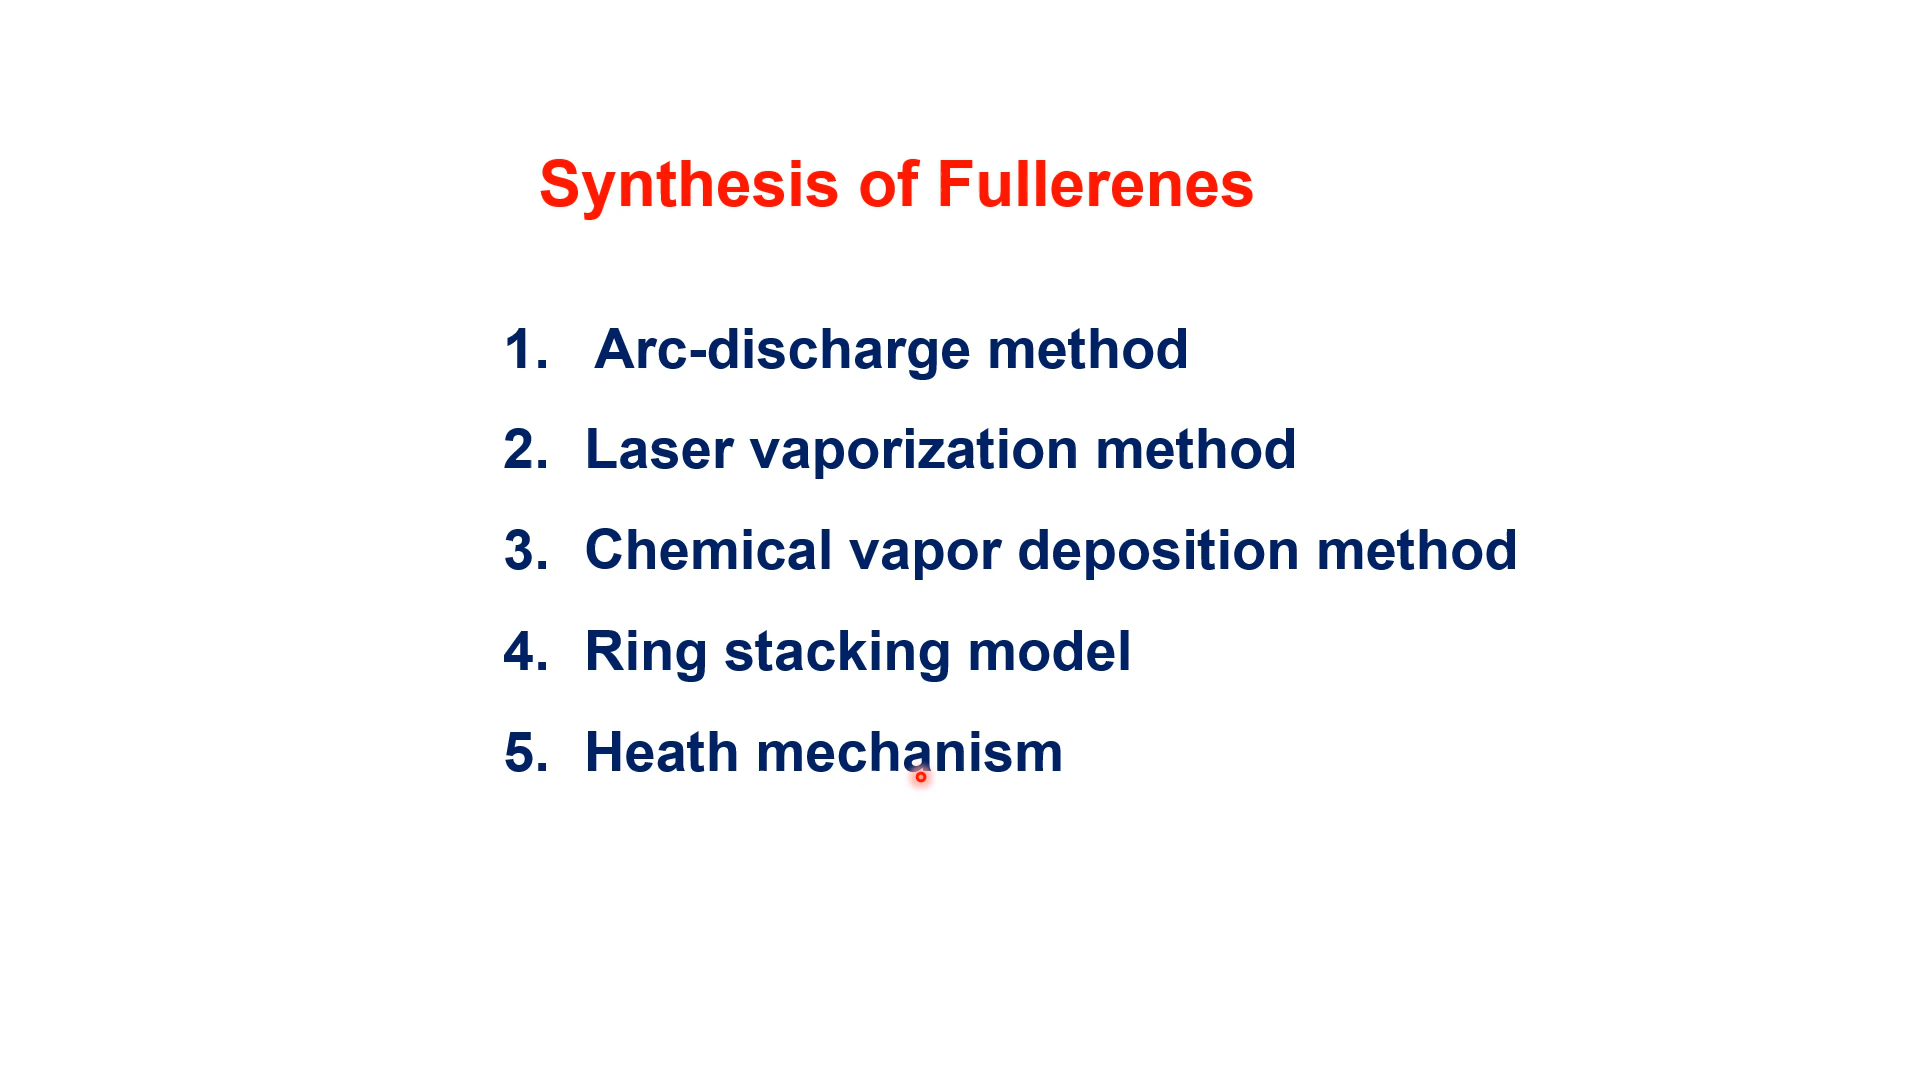 Synthesis of Fullerenes
1. Arc-discharge method
2. Laser vaporization method
3. Chemical vapor deposition method
4. Ring stacking model
5. Heath mechanism